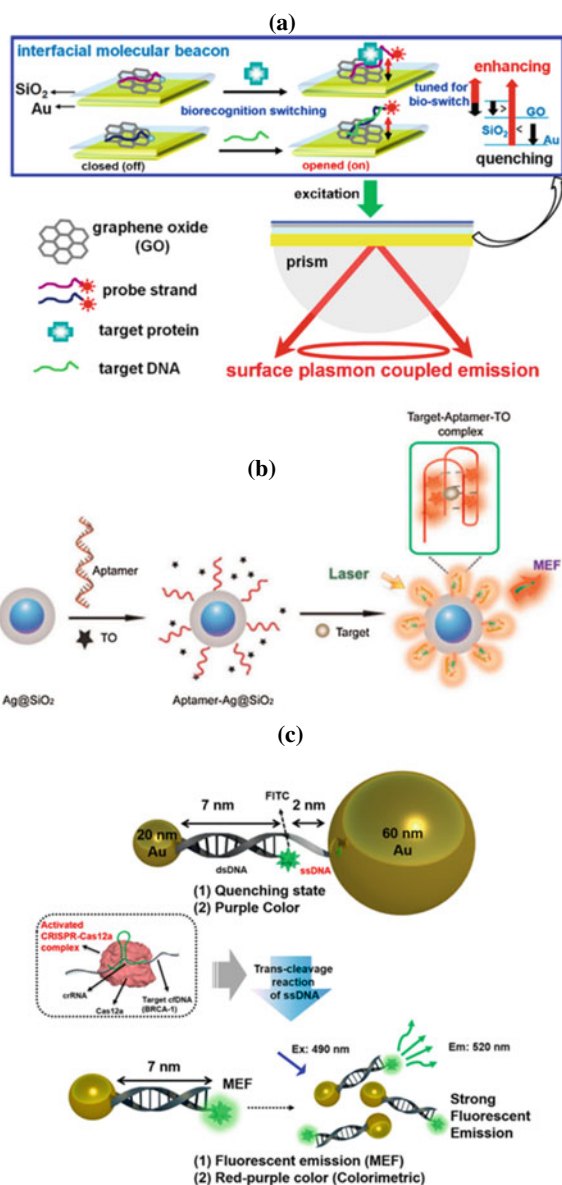 (a)
interfacial molecular beacon
SiO2
Au
biorecognition switching
closed (off)
opened (on)
tuned for
bio-switch
enhancing
>
GO
SiO2
<
Au
quenching
excitation
graphene oxide
(GO)
probe strand
target protein
target DNA
prism
surface plasmon coupled emission
(b)
Target-Aptamer-TO
complex
Aptamer
TO
Laser
MEF
Target
Ag@SiO2
Aptamer-Ag@SiO2
(c)
7 nm
FITC
2 nm
20 nm
Au
60 nm
Au
dsDNA
ssDNA
(1) Quenching state
(2) Purple Color
Activated
CRISPR-Cas12a
complex
crRNA
Cas12a
Target cfDNA
(BRCA-1)
Trans-cleavage
reaction
of ssDNA
7 nm
MEF
Ex: 490 nm
Em: 520 nm
Strong
Fluorescent
Emission
(1) Fluorescent emission (MEF)
(2) Red-purple color (Colorimetric)